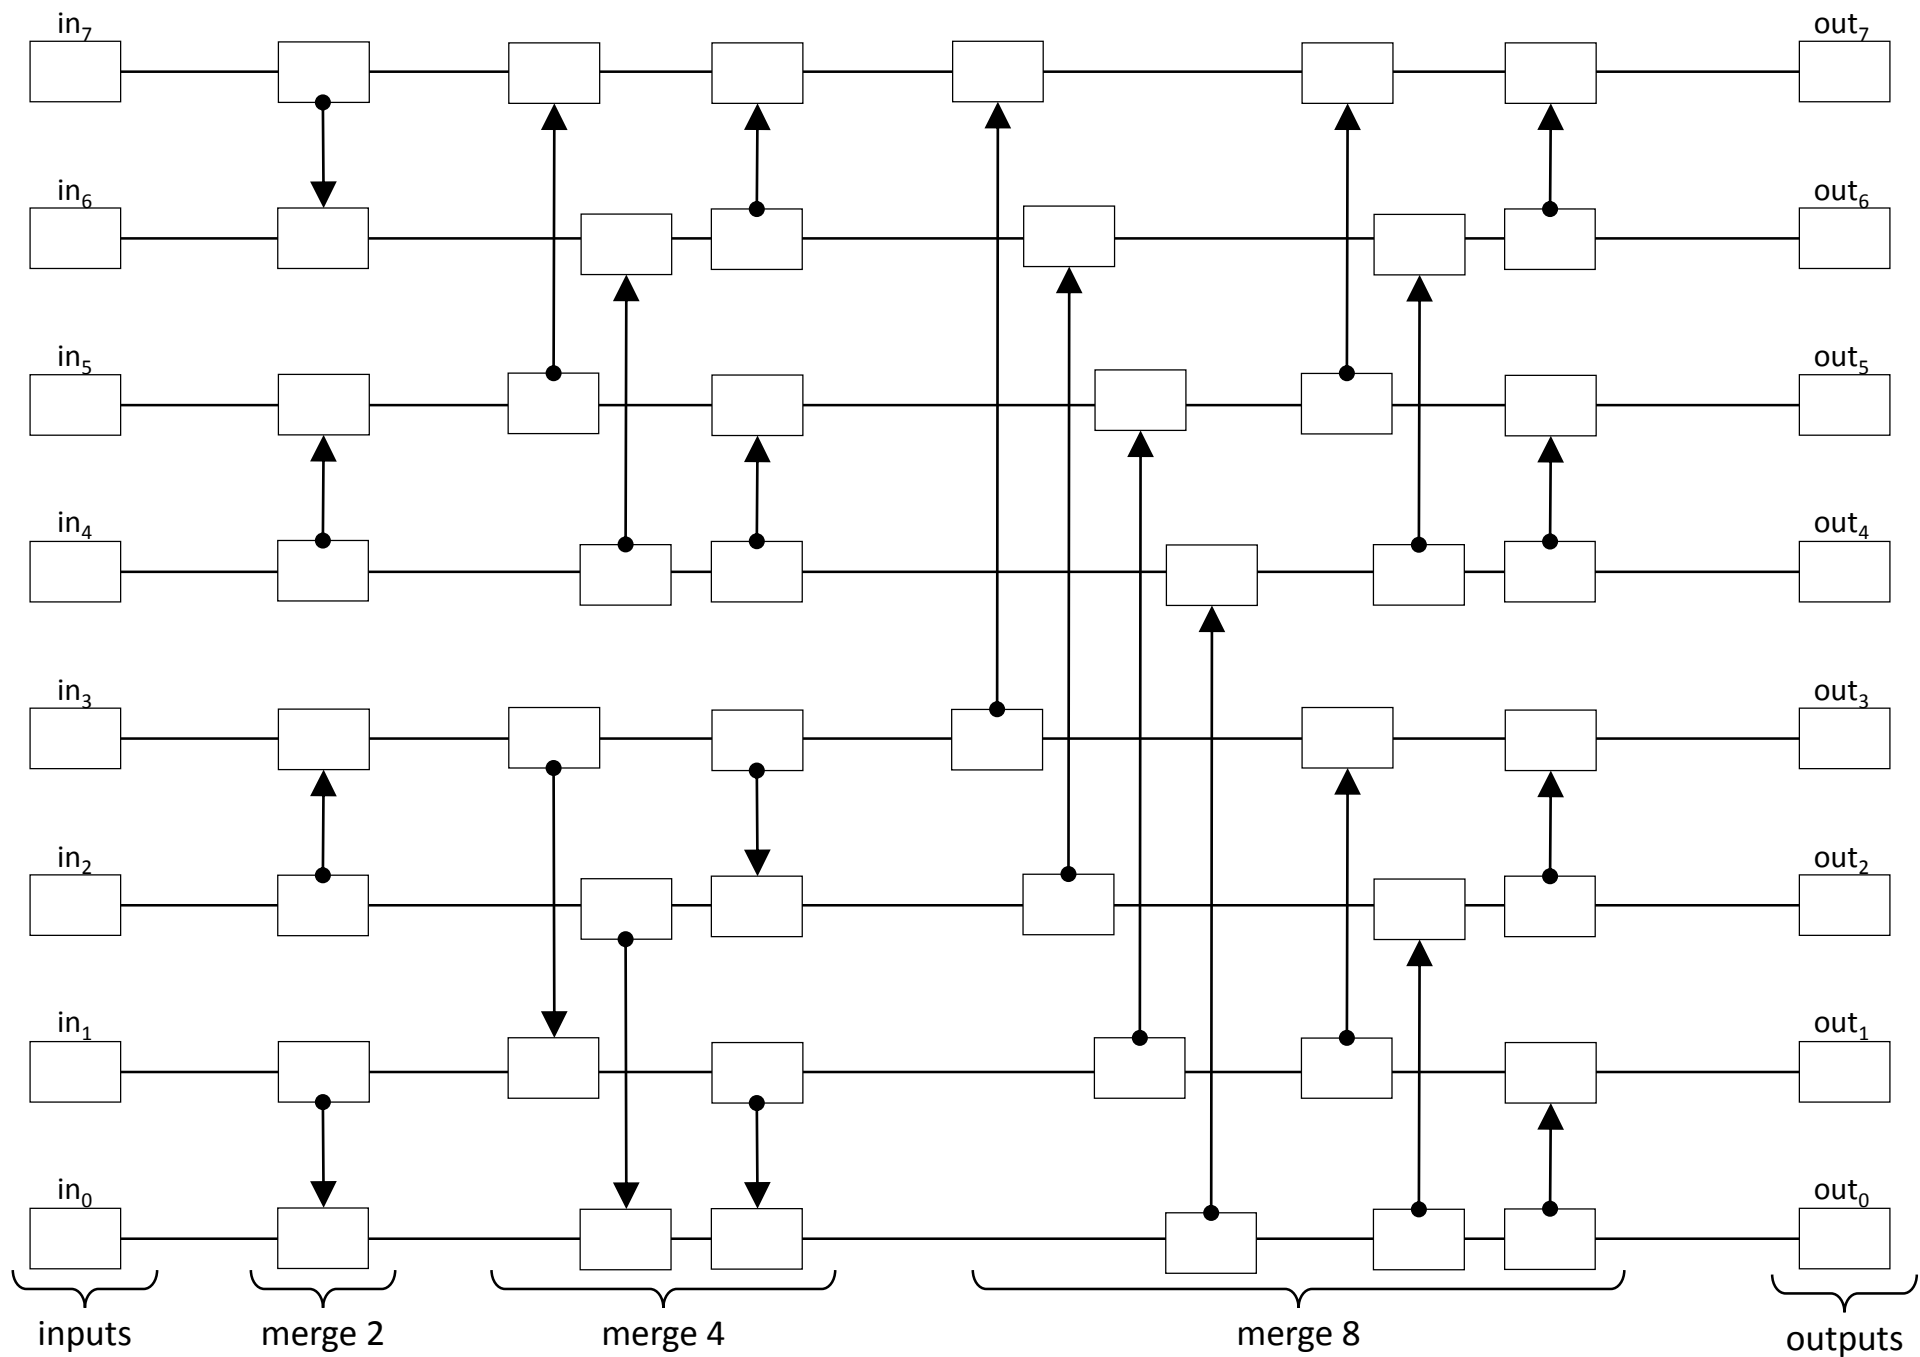 in₇ out₇
in₆ out₆
in₅ out₅
in₄ out₄
in₃ out₃
in₂ out₂
in₁ out₁
in₀ out₀
inputs merge 2 merge 4 merge 8 outputs